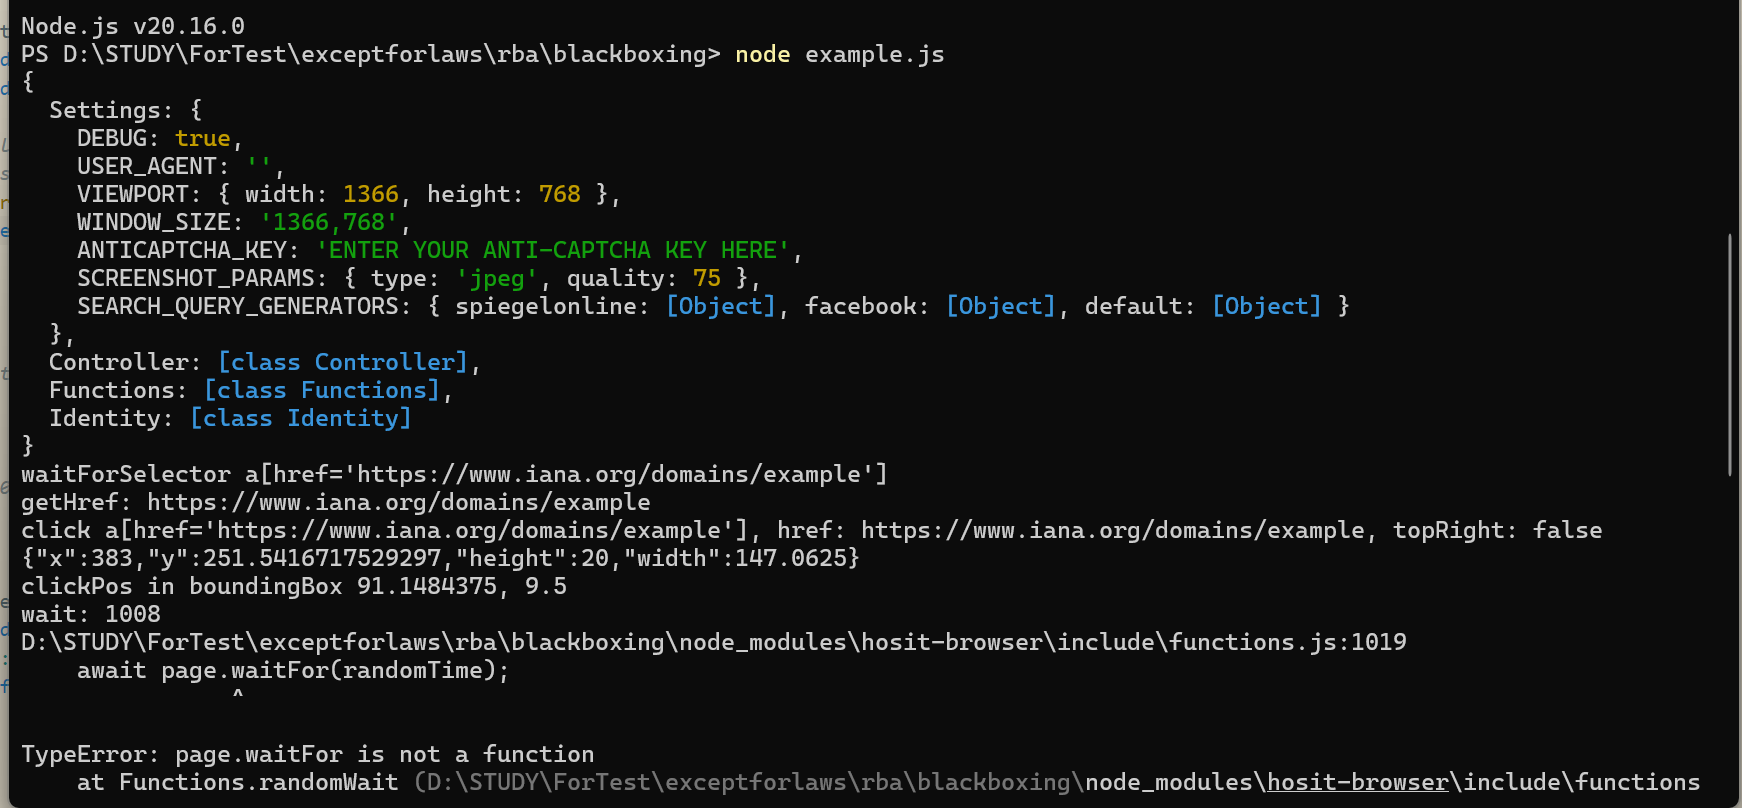 Node.js v20.16.0
PS D:\STUDY\ForTest\exceptforlaws\rba\blackboxing> node example.js
{
  Settings: {
    DEBUG: true,
    USER_AGENT: '',
    VIEWPORT: { width: 1366, height: 768 },
    WINDOW_SIZE: '1366,768',
    ANTICAPTCHA_KEY: 'ENTER YOUR ANTI-CAPTCHA KEY HERE',
    SCREENSHOT_PARAMS: { type: 'jpeg', quality: 75 },
    SEARCH_QUERY_GENERATORS: { spiegelonline: [Object], facebook: [Object], default: [Object] }
  },
  Controller: [class Controller],
  Functions: [class Functions],
  Identity: [class Identity]
}
waitForSelector a[href='https://www.iana.org/domains/example']
getHref: https://www.iana.org/domains/example
click a[href='https://www.iana.org/domains/example'], href: https://www.iana.org/domains/example, topRight: false
{"x":383,"y":251.5416717529297,"height":20,"width":147.0625}
clickPos in boundingBox 91.1484375, 9.5
wait: 1008
D:\STUDY\ForTest\exceptforlaws\rba\blackboxing\node_modules\hosit-browser\include\functions.js:1019
    await page.waitFor(randomTime);
               ^
TypeError: page.waitFor is not a function
    at Functions.randomWait (D:\STUDY\ForTest\exceptforlaws\rba\blackboxing\node_modules\hosit-browser\include\functions